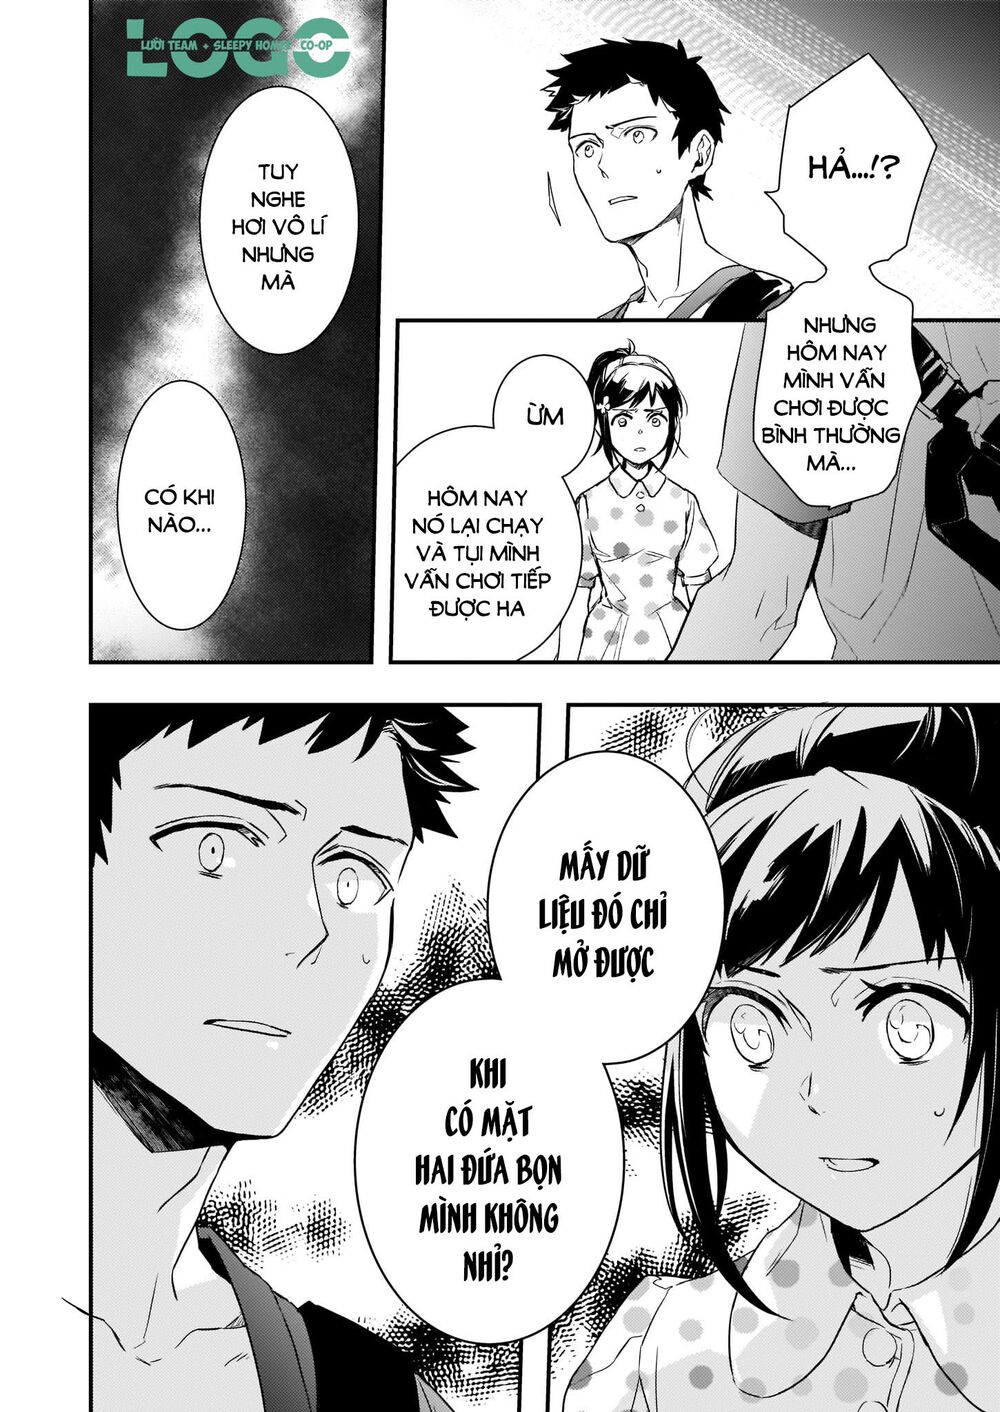 LƯỜI TEAM + SLEEPY HOMIES CO-OP
LOGO
HẢ...!?
NHƯNG
HÔM NAY
MÌNH VẪN
CHƠI ĐƯỢC
BÌNH THƯỜNG
MÀ...
ỪM
HÔM NAY
NÓ LẠI CHẠY
VÀ TỤI MÌNH
VẪN CHƠI TIẾP
ĐƯỢC HA
TUY
NGHE
HƠI VÔ LÍ
NHƯNG
MÀ
CÓ KHI
NÀO...
MẤY DỮ
LIỆU ĐÓ CHỈ
MỞ ĐƯỢC
KHI
CÓ MẶT
HAI ĐỨA BỌN
MÌNH KHÔNG
NHỈ?